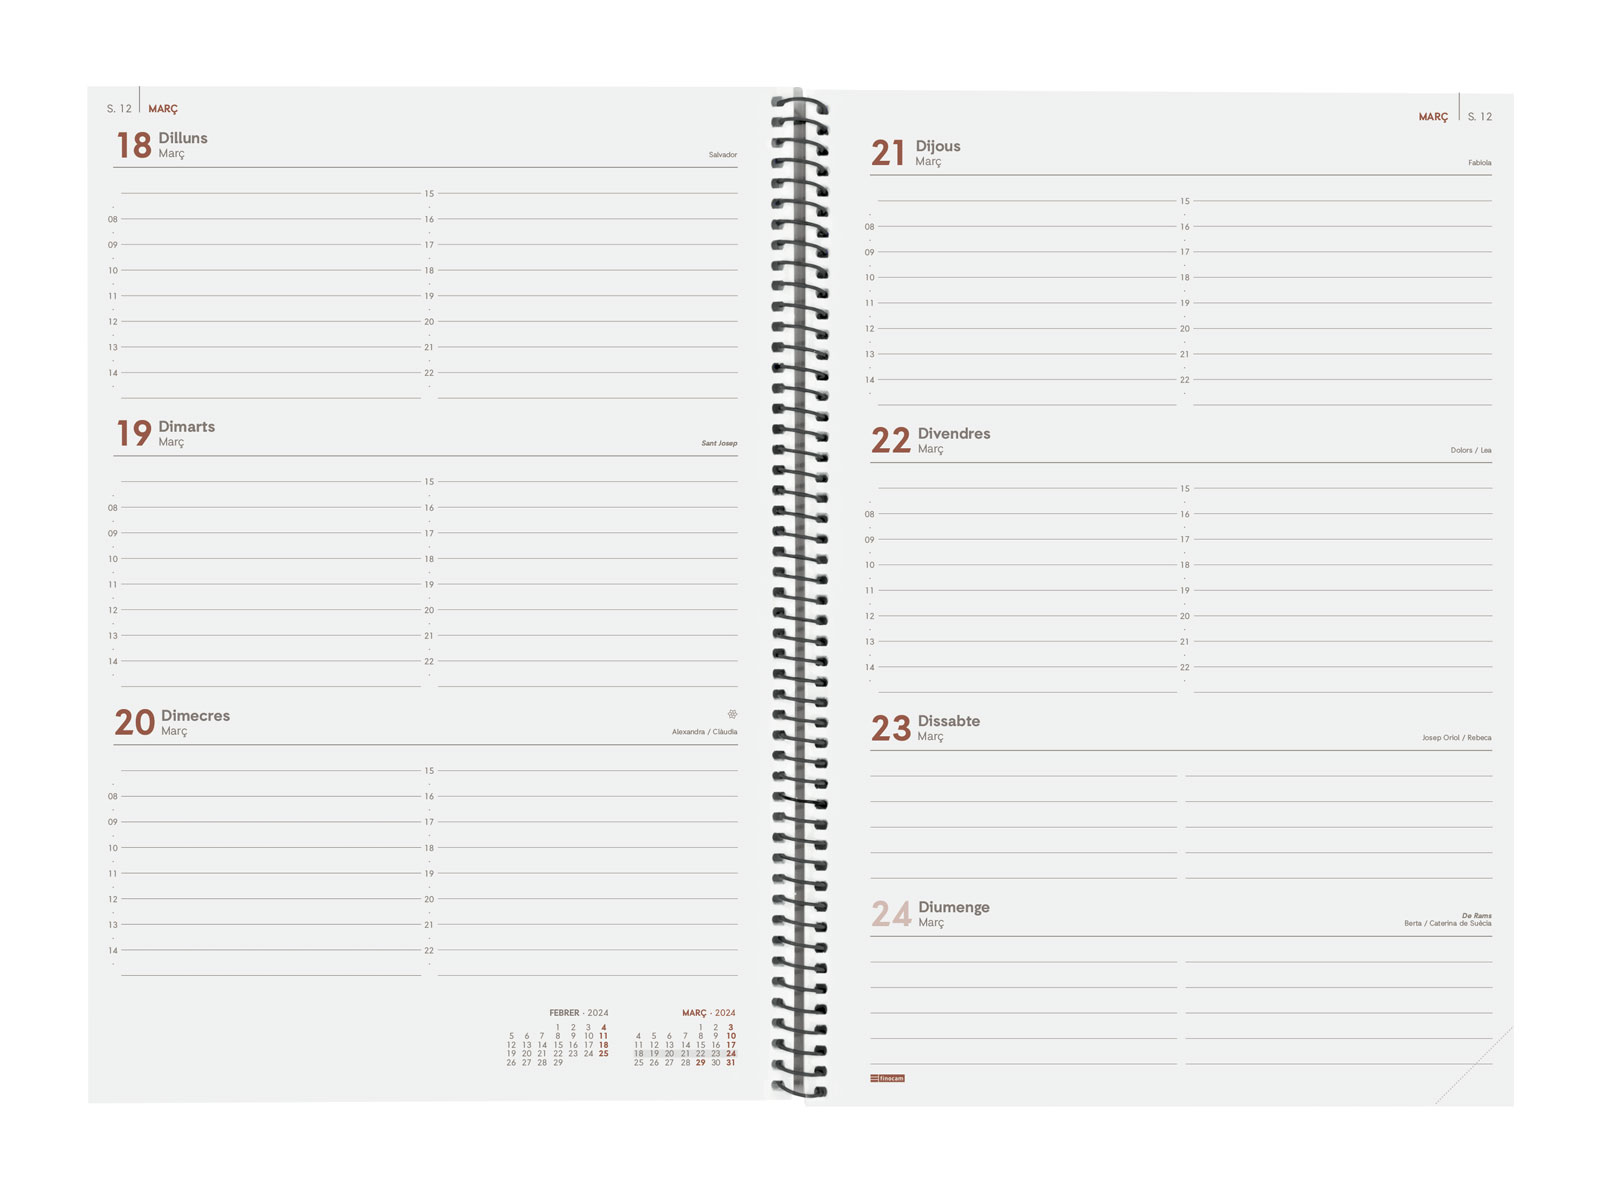 S. 12 MARÇ
18 Dilluns
Març
Salvador
15
08 16
09 17
10 18
11 19
12 20
13 21
14 22
19 Dimarts
Març
Sant Josep
15
08 16
09 17
10 18
11 19
12 20
13 21
14 22
20 Dimecres
Març
Alexandra / Clàudia
15
08 16
09 17
10 18
11 19
12 20
13 21
14 22
FEBRER · 2024
1 2 3 4
5 6 7 8 9 10 11
12 13 14 15 16 17 18
19 20 21 22 23 24 25
26 27 28 29
MARÇ · 2024
1 2 3
4 5 6 7 8 9 10
11 12 13 14 15 16 17
18 19 20 21 22 23 24
25 26 27 28 29 30 31
MARÇ S. 12
21 Dijous
Març
Fabiola
15
08 16
09 17
10 18
11 19
12 20
13 21
14 22
22 Divendres
Març
Dolors / Lea
15
08 16
09 17
10 18
11 19
12 20
13 21
14 22
23 Dissabte
Març
Josep Oriol / Rebeca
24 Diumenge
Març
De Rams
Berta / Caterina de Suècia
finocam